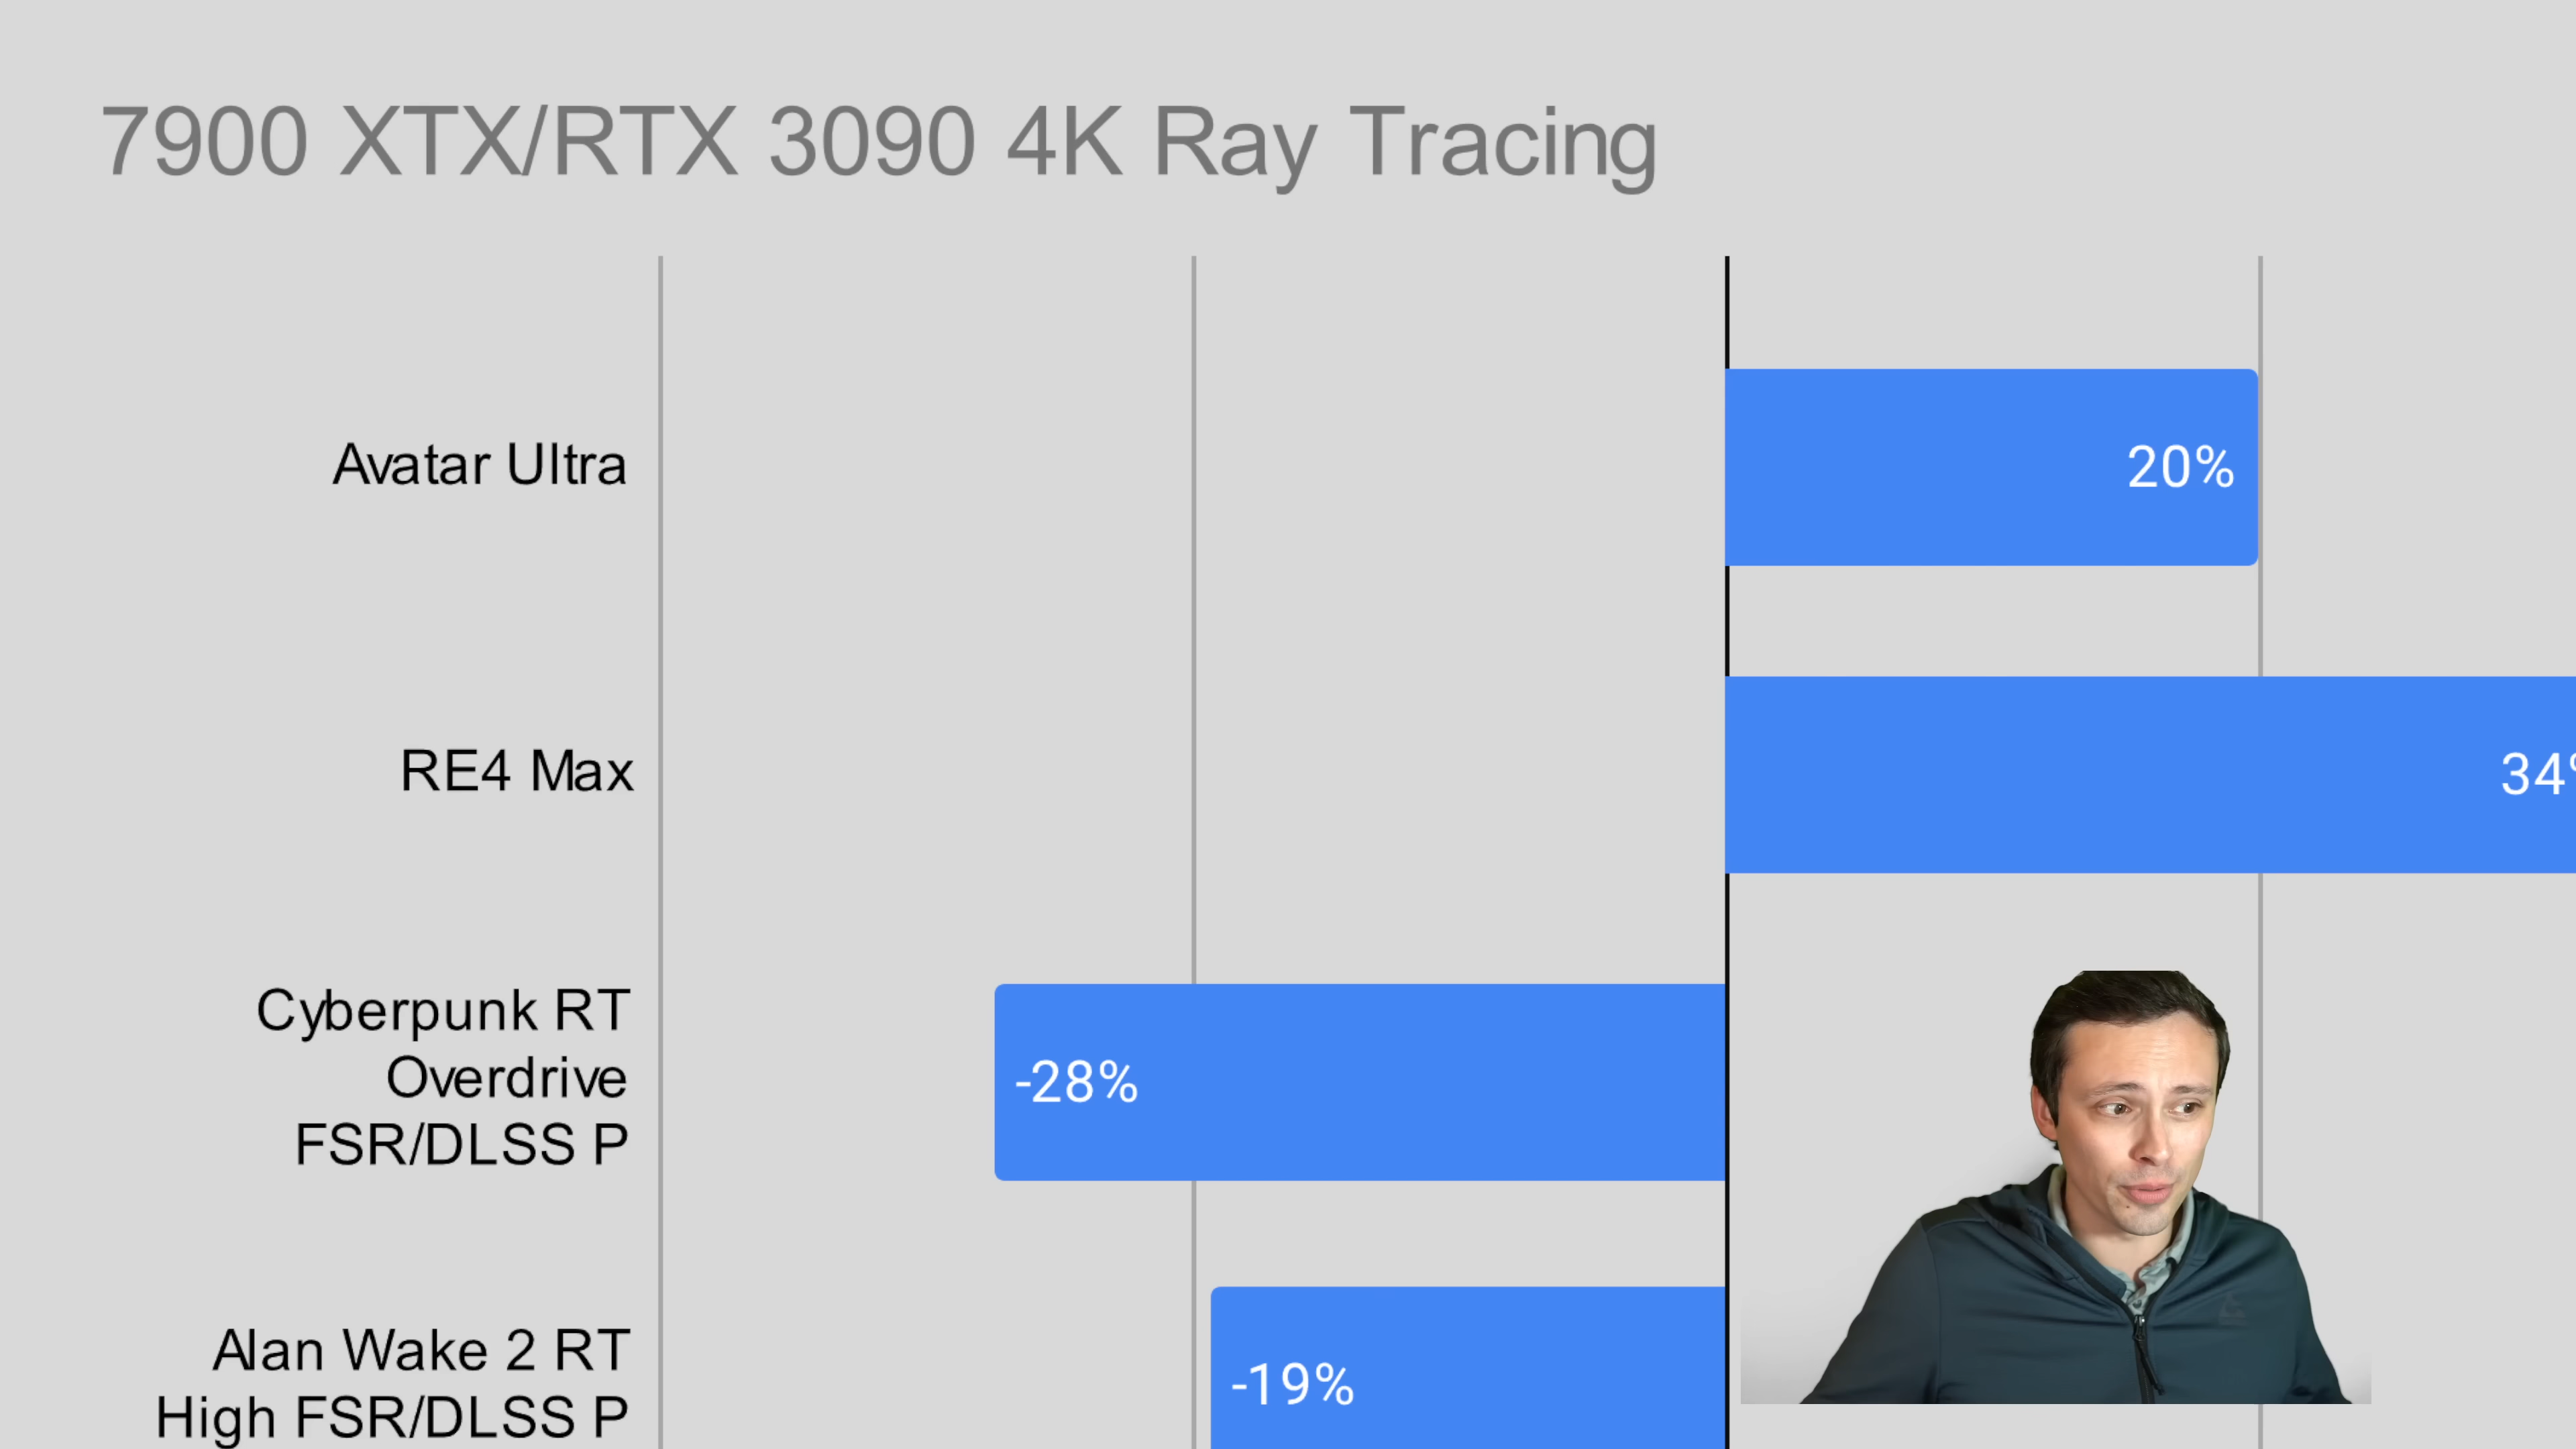 7900 XTX/RTX 3090 4K Ray Tracing
Avatar Ultra
20%
RE4 Max
34
Cyberpunk RT
Overdrive
FSR/DLSS P
-28%
Alan Wake 2 RT
High FSR/DLSS P
-19%